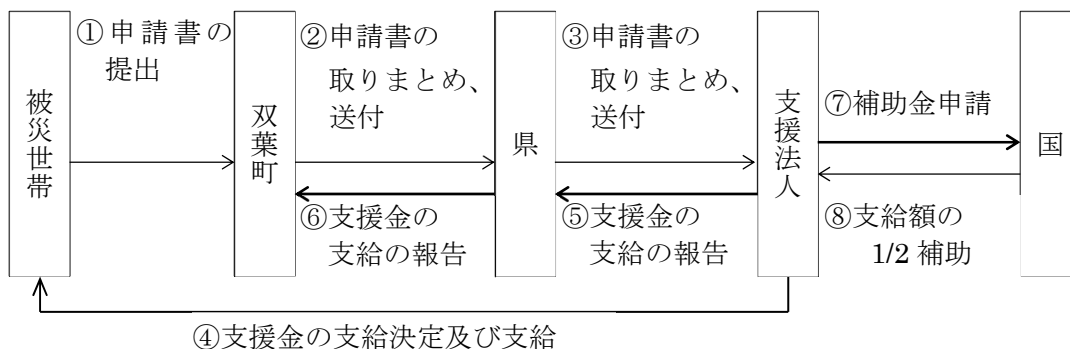 ①申請書の
提出
②申請書の
取りまとめ、
送付
③申請書の
取りまとめ、
送付
被災世帯
双葉町
県
支援法人
国
⑦補助金申請
⑥支援金の
支給の報告
⑤支援金の
支給の報告
⑧支給額の
1/2 補助
④支援金の支給決定及び支給